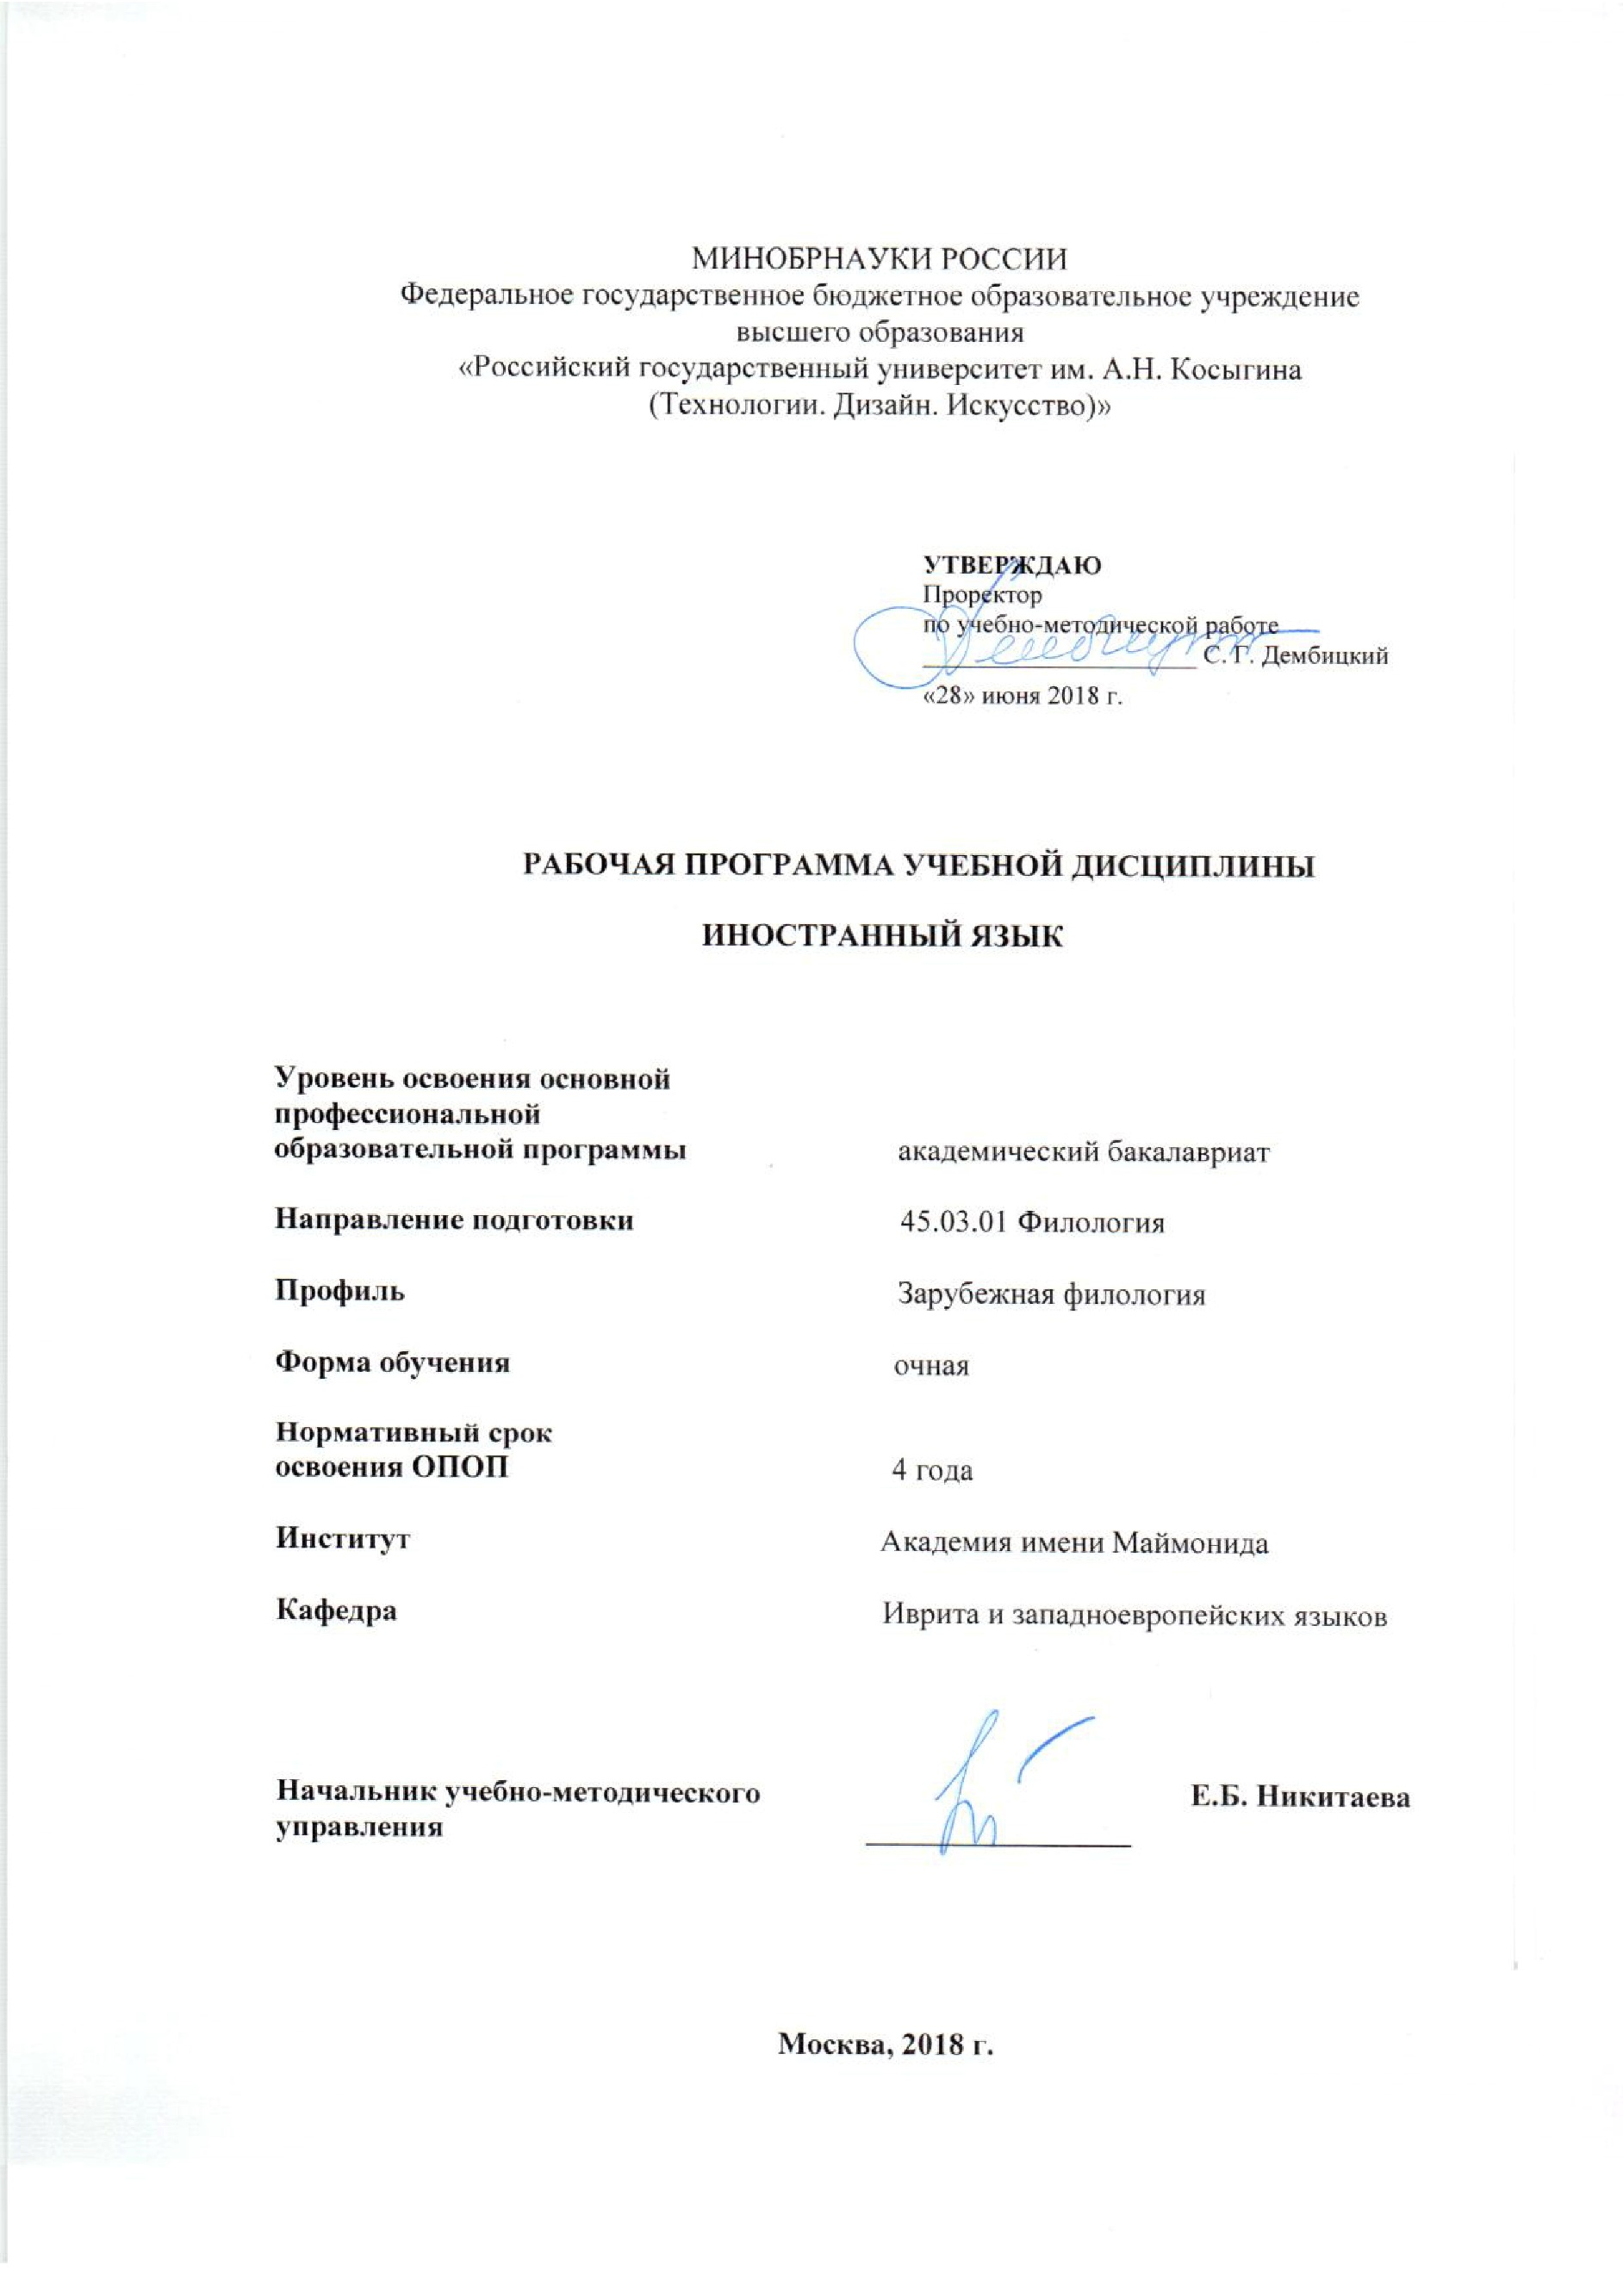 МИНОБРНАУКИ РОССИИ
Федеральное государственное бюджетное образовательное учреждение
высшего образования
«Российский государственный университет им. А.Н. Косыгина
(Технологии. Дизайн. Искусство)»
УТВЕРЖДАЮ
Проректор
по учебно-методической работе
С. Г. Дембицкий
«28» июня 2018 г.
РАБОЧАЯ ПРОГРАММА УЧЕБНОЙ ДИСЦИПЛИНЫ
ИНОСТРАННЫЙ ЯЗЫК
Уровень освоения основной
профессиональной
образовательной программы академический бакалавриат
Направление подготовки 45.03.01 Филология
Профиль Зарубежная филология
Форма обучения очная
Нормативный срок
освоения ОПОП 4 года
Институт Академия имени Маймонида
Кафедра Иврита и западноевропейских языков
Начальник учебно-методического Е.Б. Никитаева
управления
Москва, 2018 г.